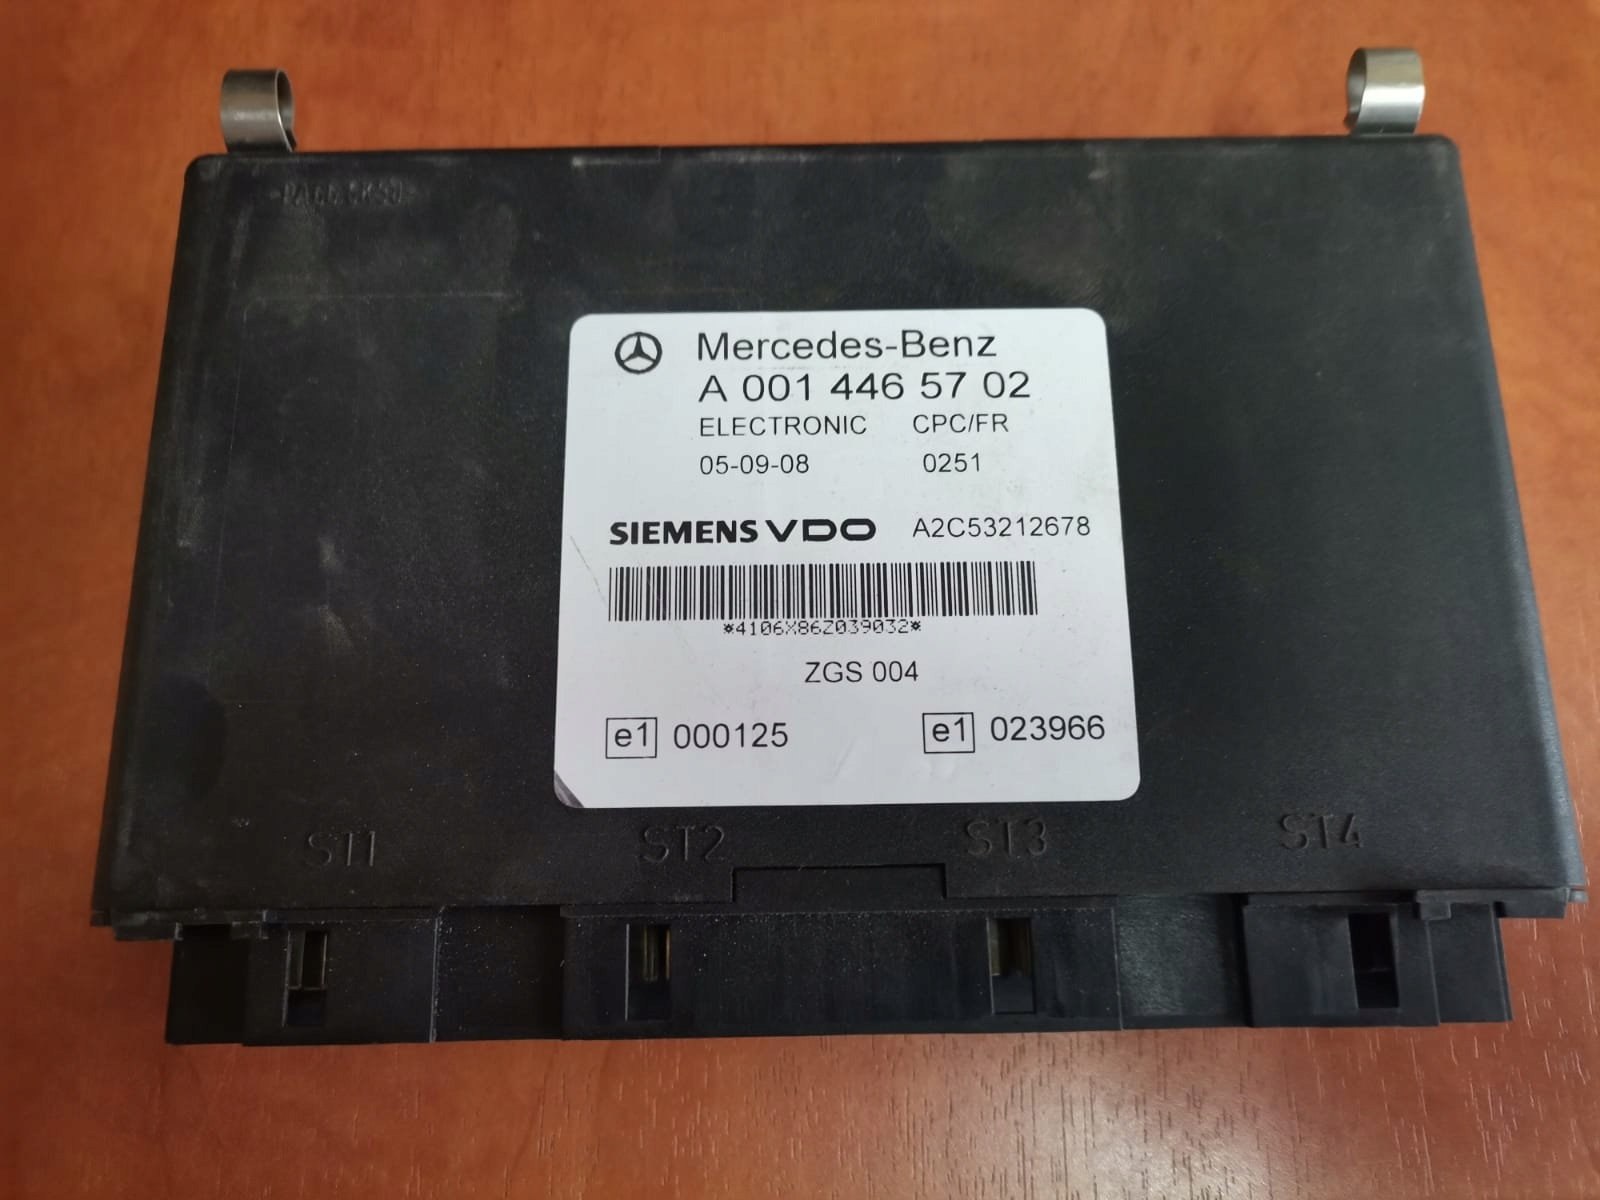 Mercedes-Benz
A 001 446 57 02
ELECTRONIC CPC/FR
05-09-08 0251
SIEMENS VDO A2C53212678
*4106X86Z039032*
ZGS 004
e1 000125 e1 023966
ST1 ST2 ST3 ST4